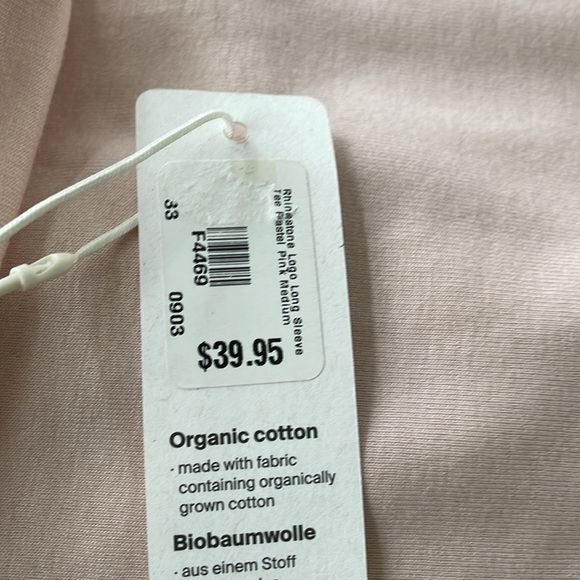 Rhinestone Logo Long Sleeve
Tee Pastel Pink Medium
33
F4469
0903
$39.95
Organic cotton
· made with fabric
containing organically
grown cotton
Biobaumwolle
· aus einem Stoff